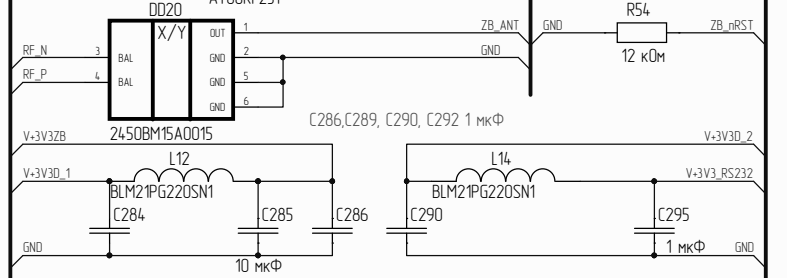 DD20
X/Y
OUT 1
ZB_ANT
GND
R54
ZB_nRST
12 кОм
RF_N 3 BAL
GND 2
GND
RF_P 4 BAL
GND 5
GND 6
2450BM15A0015
C286,C289, C290, C292 1 мкФ
V+3V3ZB
V+3V3D_2
V+3V3D_1
L12
BLM21PG220SN1
L14
BLM21PG220SN1
V+3V3_RS232
C284
C285
C286
C290
C295
GND
10 мкФ
1 мкФ
GND